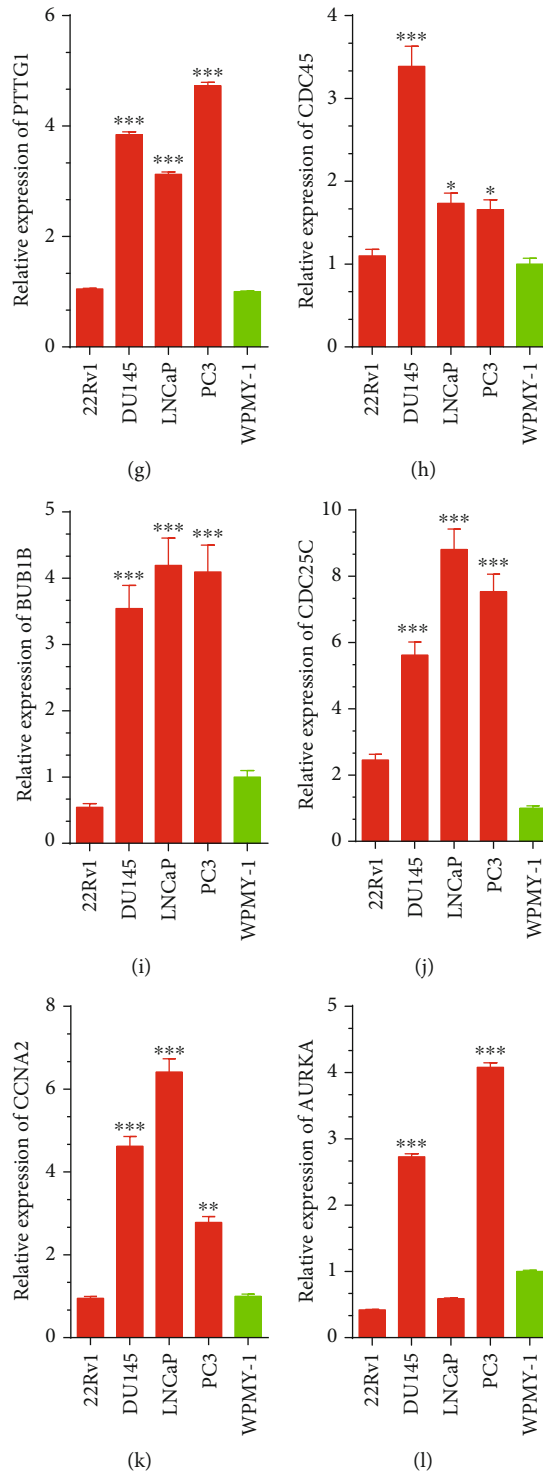 Relative expression of PTTG1
6
4
2
0
***
***
***
22Rv1
DU145
LNCaP
PC3
WPMY-1
(g)
Relative expression of CDC45
4
3
2
1
0
***
*
*
22Rv1
DU145
LNCaP
PC3
WPMY-1
(h)
Relative expression of BUB1B
5
4
3
2
1
0
***
***
***
22Rv1
DU145
LNCaP
PC3
WPMY-1
(i)
Relative expression of CDC25C
10
8
6
4
2
0
***
***
***
22Rv1
DU145
LNCaP
PC3
WPMY-1
(j)
Relative expression of CCNA2
8
6
4
2
0
***
***
**
22Rv1
DU145
LNCaP
PC3
WPMY-1
(k)
Relative expression of AURKA
5
4
3
2
1
0
***
***
22Rv1
DU145
LNCaP
PC3
WPMY-1
(l)